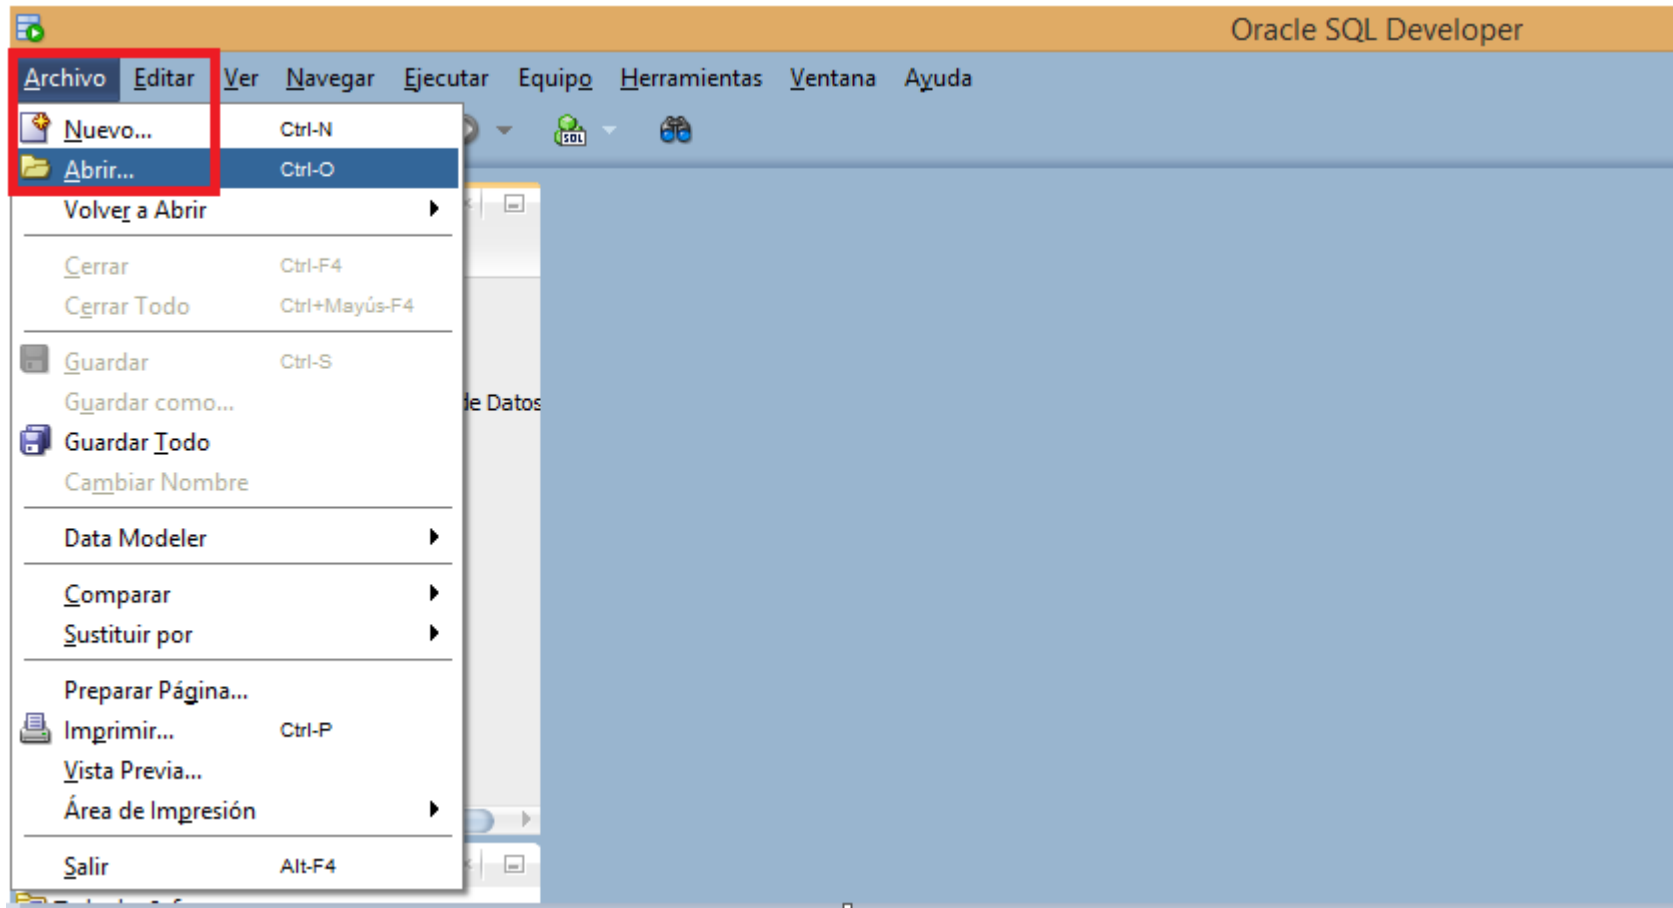 Oracle SQL Developer
Archivo Editar Ver Navegar Ejecutar Equipo Herramientas Ventana Ayuda
Nuevo... Ctrl-N
SQL
Abrir... Ctrl-O
Volver a Abrir
Cerrar Ctrl-F4
Cerrar Todo Ctrl+Mayús-F4
Guardar Ctrl-S
Guardar como...
de Datos
Guardar Todo
Cambiar Nombre
Data Modeler
Comparar
Sustituir por
Preparar Página...
Imprimir... Ctrl-P
Vista Previa...
Área de Impresión
Salir Alt-F4